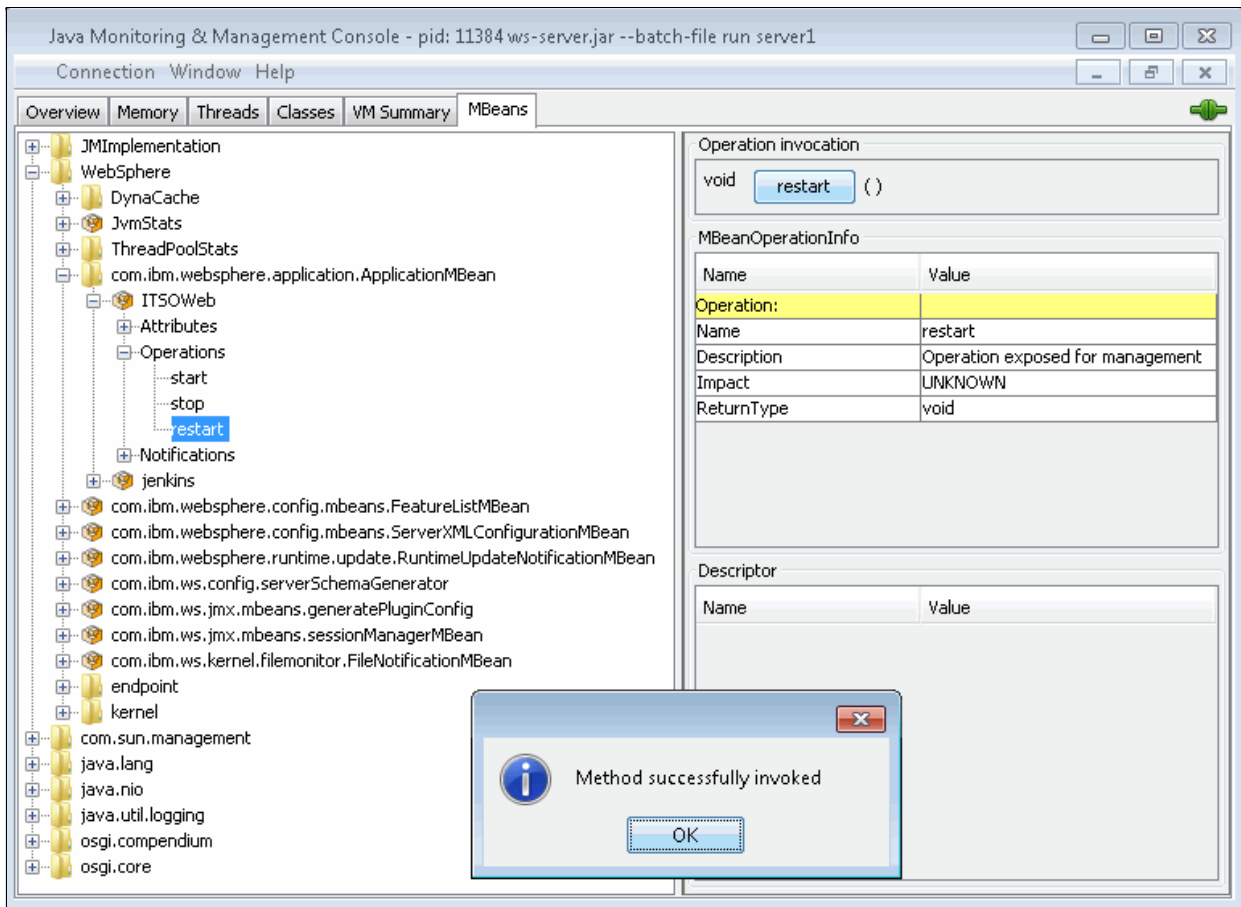 Java Monitoring & Management Console - pid: 11384 ws-server.jar --batch-file run server1
Connection Window Help
Overview Memory Threads Classes VM Summary MBeans
JMImplementation
WebSphere
DynaCache
JvmStats
ThreadPoolStats
com.ibm.websphere.application.ApplicationMBean
ITSOWeb
Attributes
Operations
start
stop
restart
Notifications
jenkins
com.ibm.websphere.config.mbeans.FeatureListMBean
com.ibm.websphere.config.mbeans.ServerXMLConfigurationMBean
com.ibm.websphere.runtime.update.RuntimeUpdateNotificationMBean
com.ibm.ws.config.serverSchemaGenerator
com.ibm.ws.jmx.mbeans.generatePluginConfig
com.ibm.ws.jmx.mbeans.sessionManagerMBean
com.ibm.ws.kernel.filemonitor.FileNotificationMBean
endpoint
kernel
com.sun.management
java.lang
java.nio
java.util.logging
osgi.compendium
osgi.core
Operation invocation
void restart ( )
MBeanOperationInfo
Name Value
Operation:
Name restart
Description Operation exposed for management
Impact UNKNOWN
ReturnType void
Descriptor
Name Value
Method successfully invoked
OK